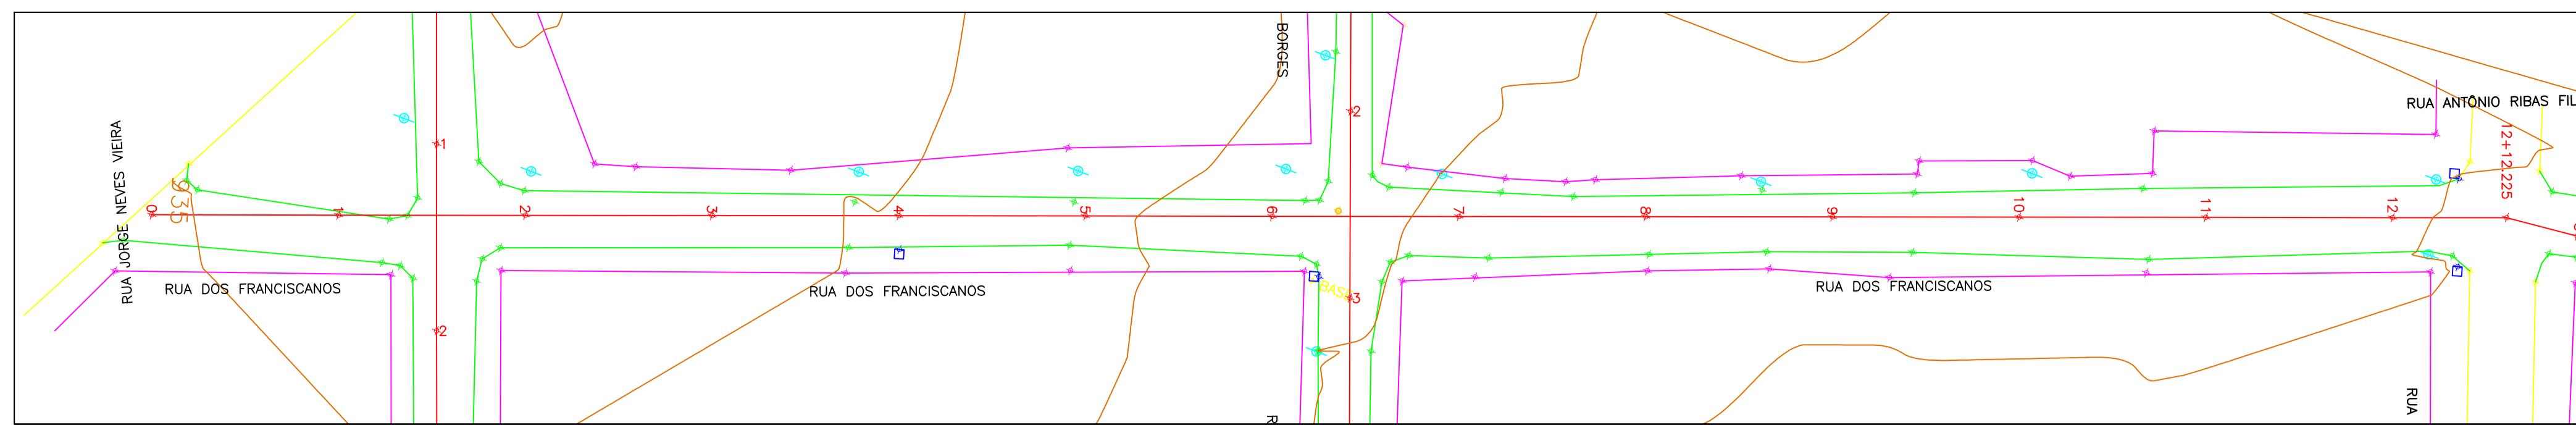 RUA JORGE NEVES VIEIRA
935
RUA DOS FRANCISCANOS
0
1
2
3
4
5
6
7
8
9
10
11
12
12+12.225
1
2
BORGES
2
3
RUA DOS FRANCISCANOS
RUA DOS FRANCISCANOS
RUA ANTÔNIO RIBAS FIL
RUA
R